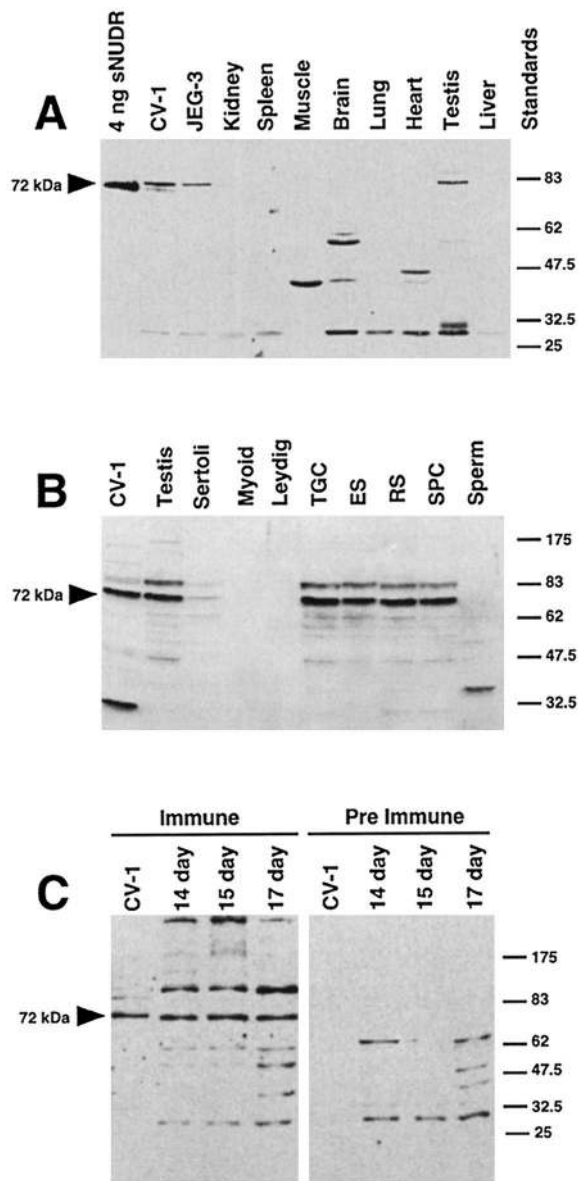 A
4 ng sNUDR
CV-1
JEG-3
Kidney
Spleen
Muscle
Brain
Lung
Heart
Testis
Liver
Standards
72 kDa
83
62
47.5
32.5
25
B
CV-1
Testis
Sertoli
Myoid
Leydig
TGC
ES
RS
SPC
Sperm
72 kDa
175
83
62
47.5
32.5
Immune
Pre Immune
C
CV-1
14 day
15 day
17 day
CV-1
14 day
15 day
17 day
72 kDa
175
83
62
47.5
32.5
25